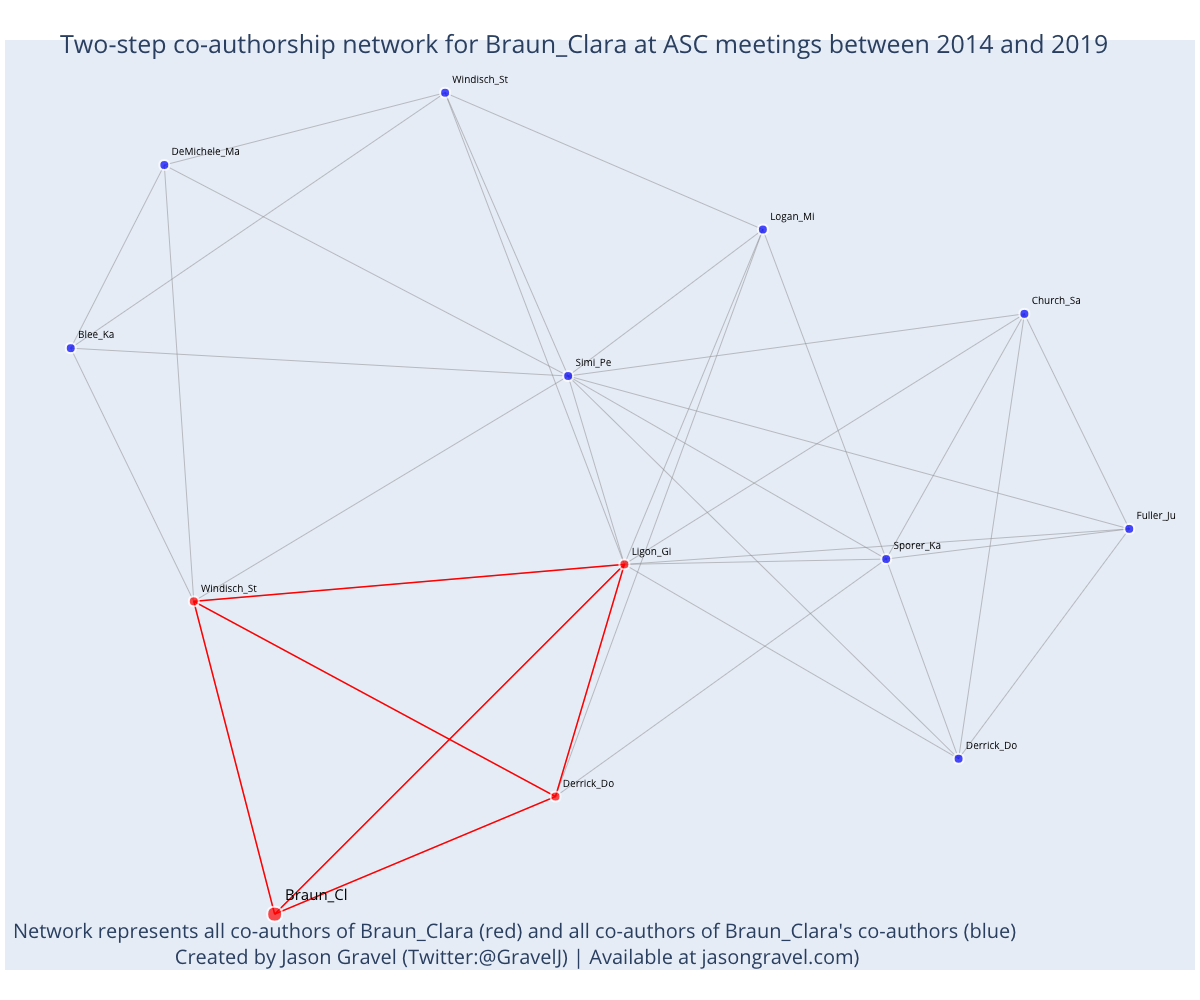 Two-step co-authorship network for Braun_Clara at ASC meetings between 2014 and 2019
Windisch_St
DeMichele_Ma
Logan_Mi
Church_Sa
Blee_Ka
Simi_Pe
Fuller_Ju
Sporer_Ka
Ligon_Gi
Windisch_St
Derrick_Do
Derrick_Do
Braun_Cl
Network represents all co-authors of Braun_Clara (red) and all co-authors of Braun_Clara's co-authors (blue)
Created by Jason Gravel (Twitter:@GravelJ) | Available at jasongravel.com)